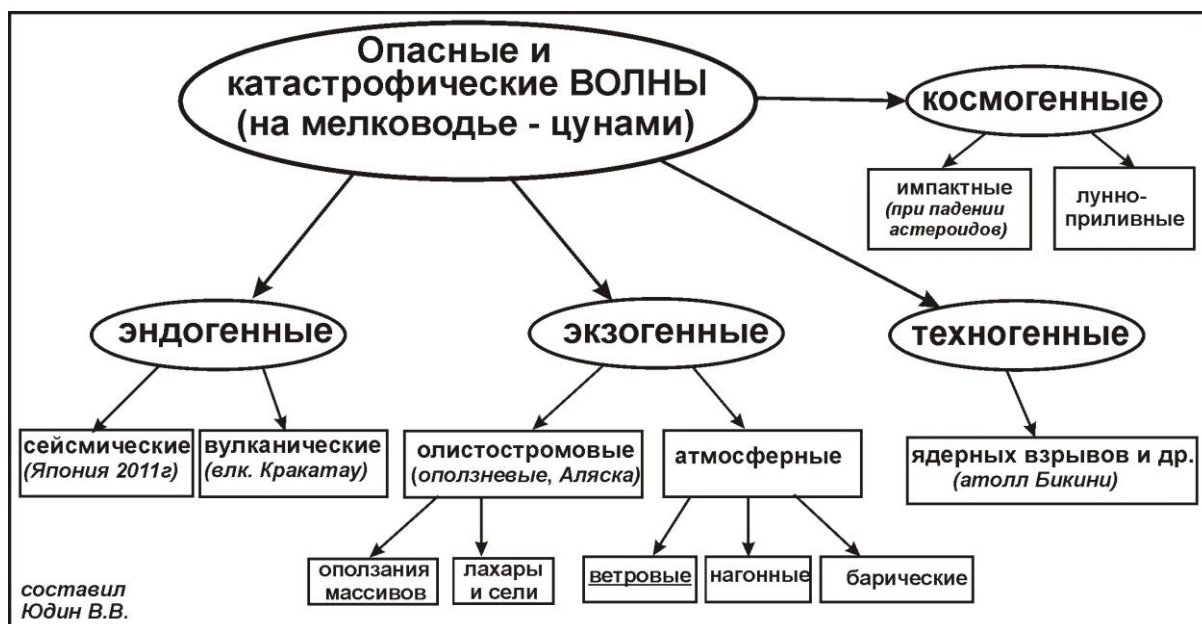 Опасные и
катастрофические ВОЛНЫ
(на мелководье - цунами)
космогенные
импактные
(при падении
астероидов)
лунно-
приливные
эндогенные
экзогенные
техногенные
сейсмические
(Япония 2011г)
вулканические
(влк. Кракатау)
олистостромовые
(оползневые, Аляска)
атмосферные
ядерных взрывов и др.
(атолл Бикини)
оползания
массивов
лахары
и сели
ветровые
нагонные
барические
составил
Юдин В.В.